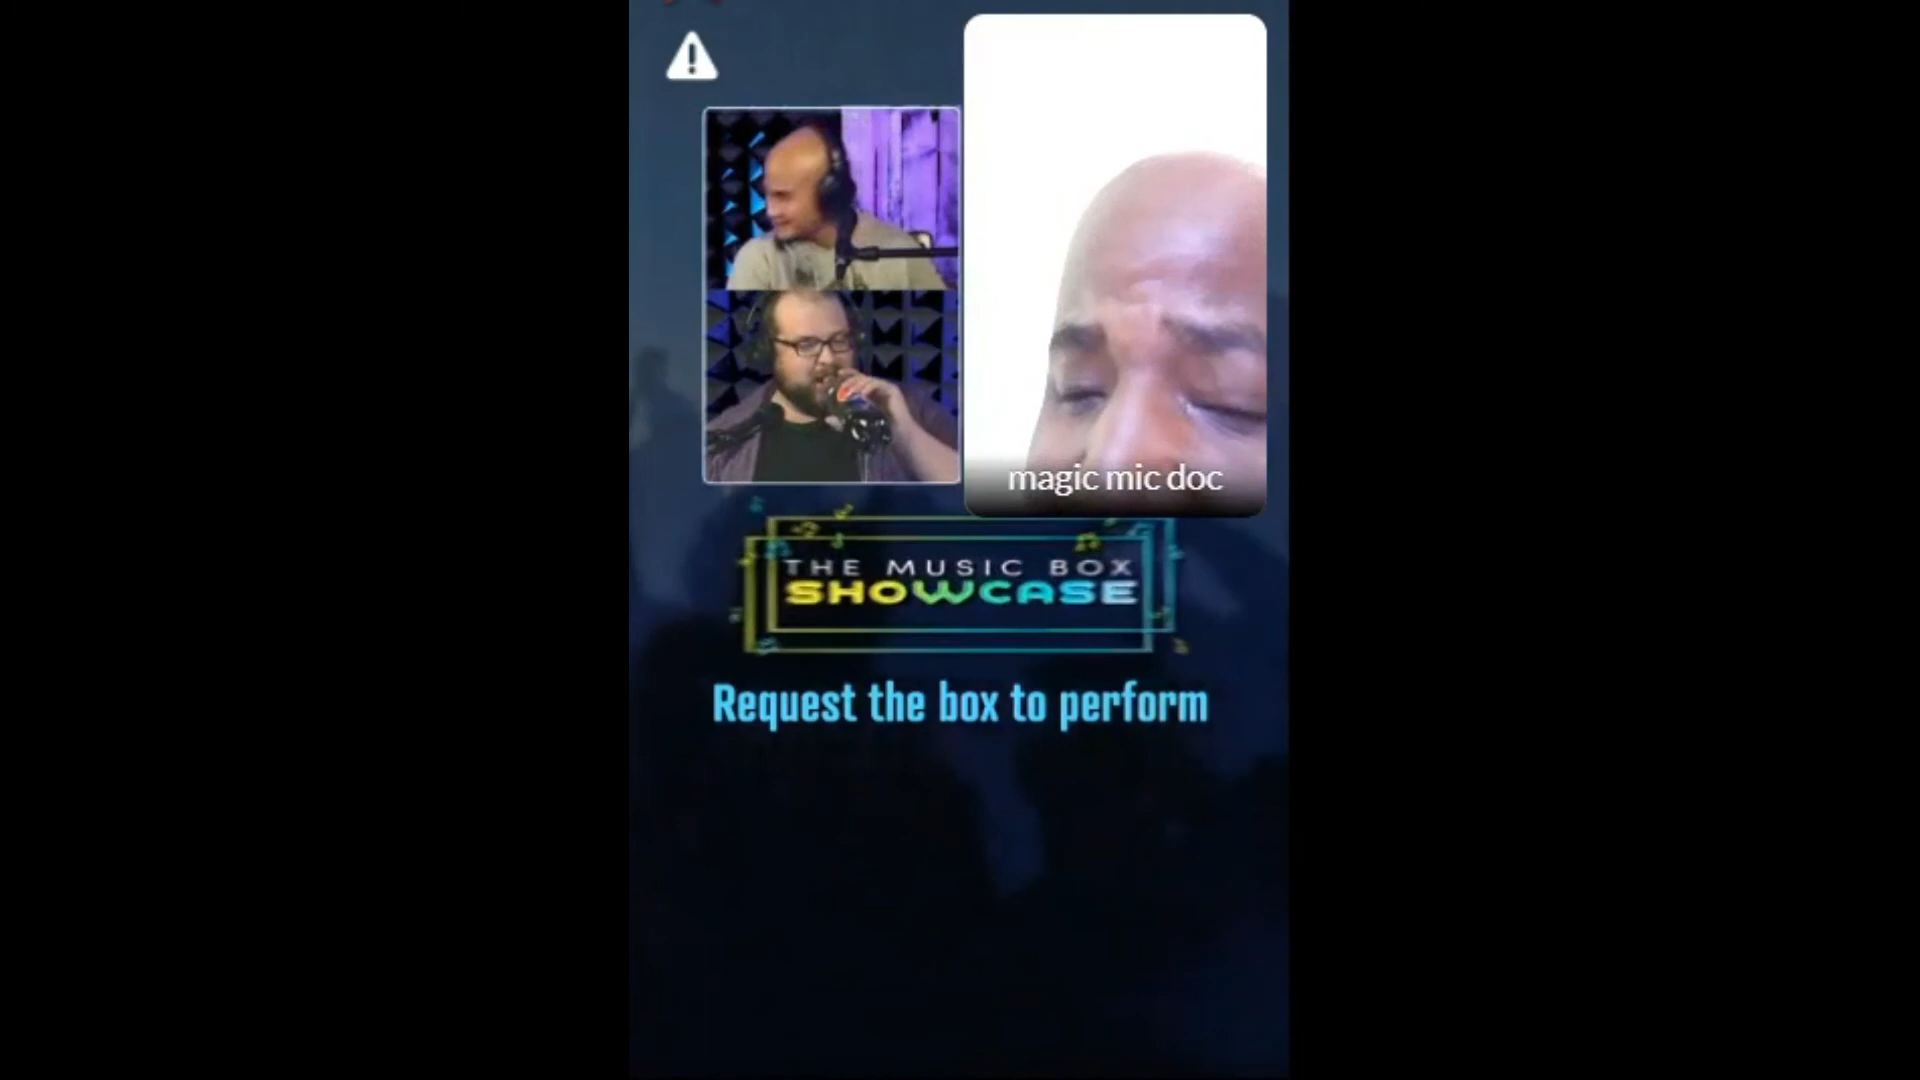 magic mic doc
THE MUSIC BOX
SHOWCASE
Request the box to perform